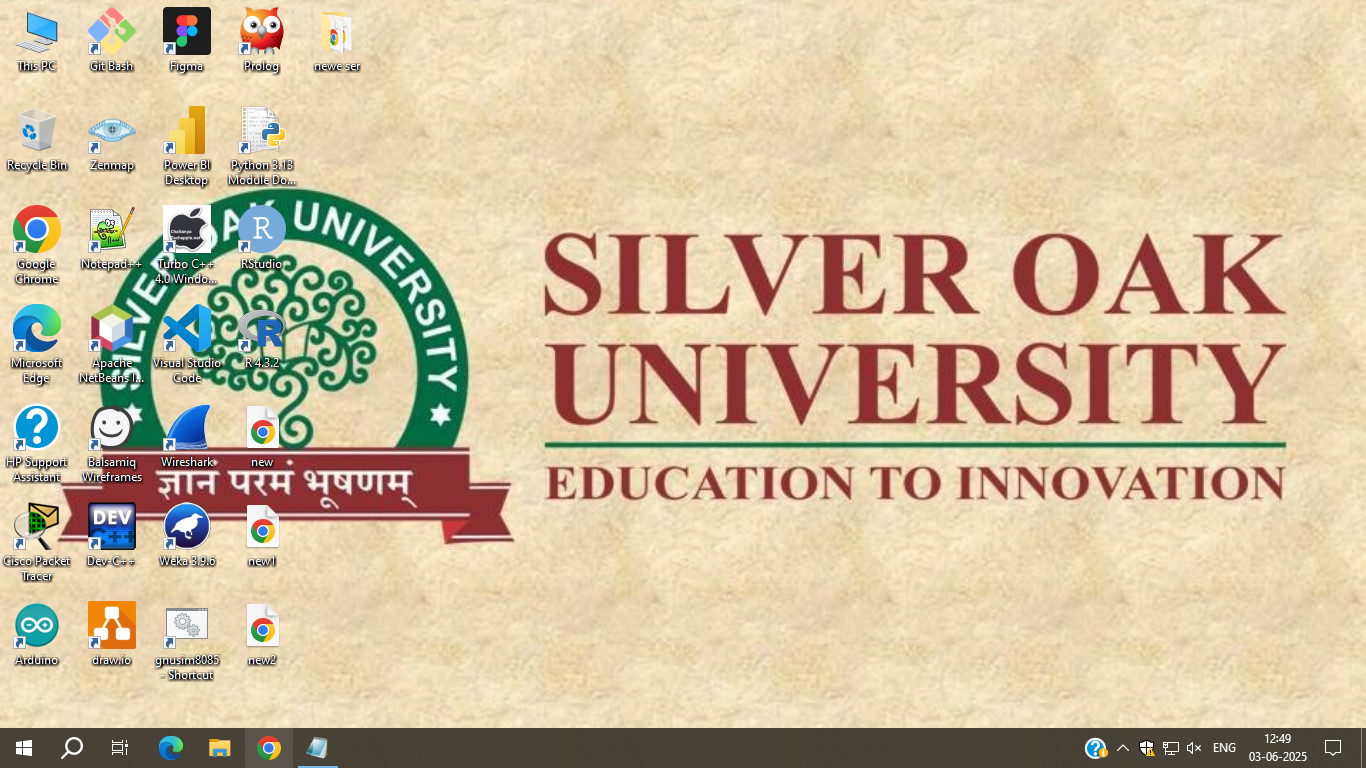 This PC
Git Bash
Figma
Prolog
newe ser
Recycle Bin
Zenmap
Power BI
Desktop
Python 3.13
Module Do...
Google
Chrome
Notepad++
Chaitanya
Turbo C++
4.0 Windo...
R
RStudio
Microsoft
Edge
Apache
NetBeans I...
Visual Studio
Code
R 4.3.2
HP Support
Assistant
Balsamiq
Wireframes
Wireshark
new
Cisco Packet
Tracer
DEV
C++
Dev-C++
Weka 3.9.6
new1
Arduino
draw.io
gnusim8085
- Shortcut
new2
SILVER OAK UNIVERSITY
ज्ञानं परमं भूषणम्
SILVER OAK
UNIVERSITY
EDUCATION TO INNOVATION
ENG
12:49
03-06-2025